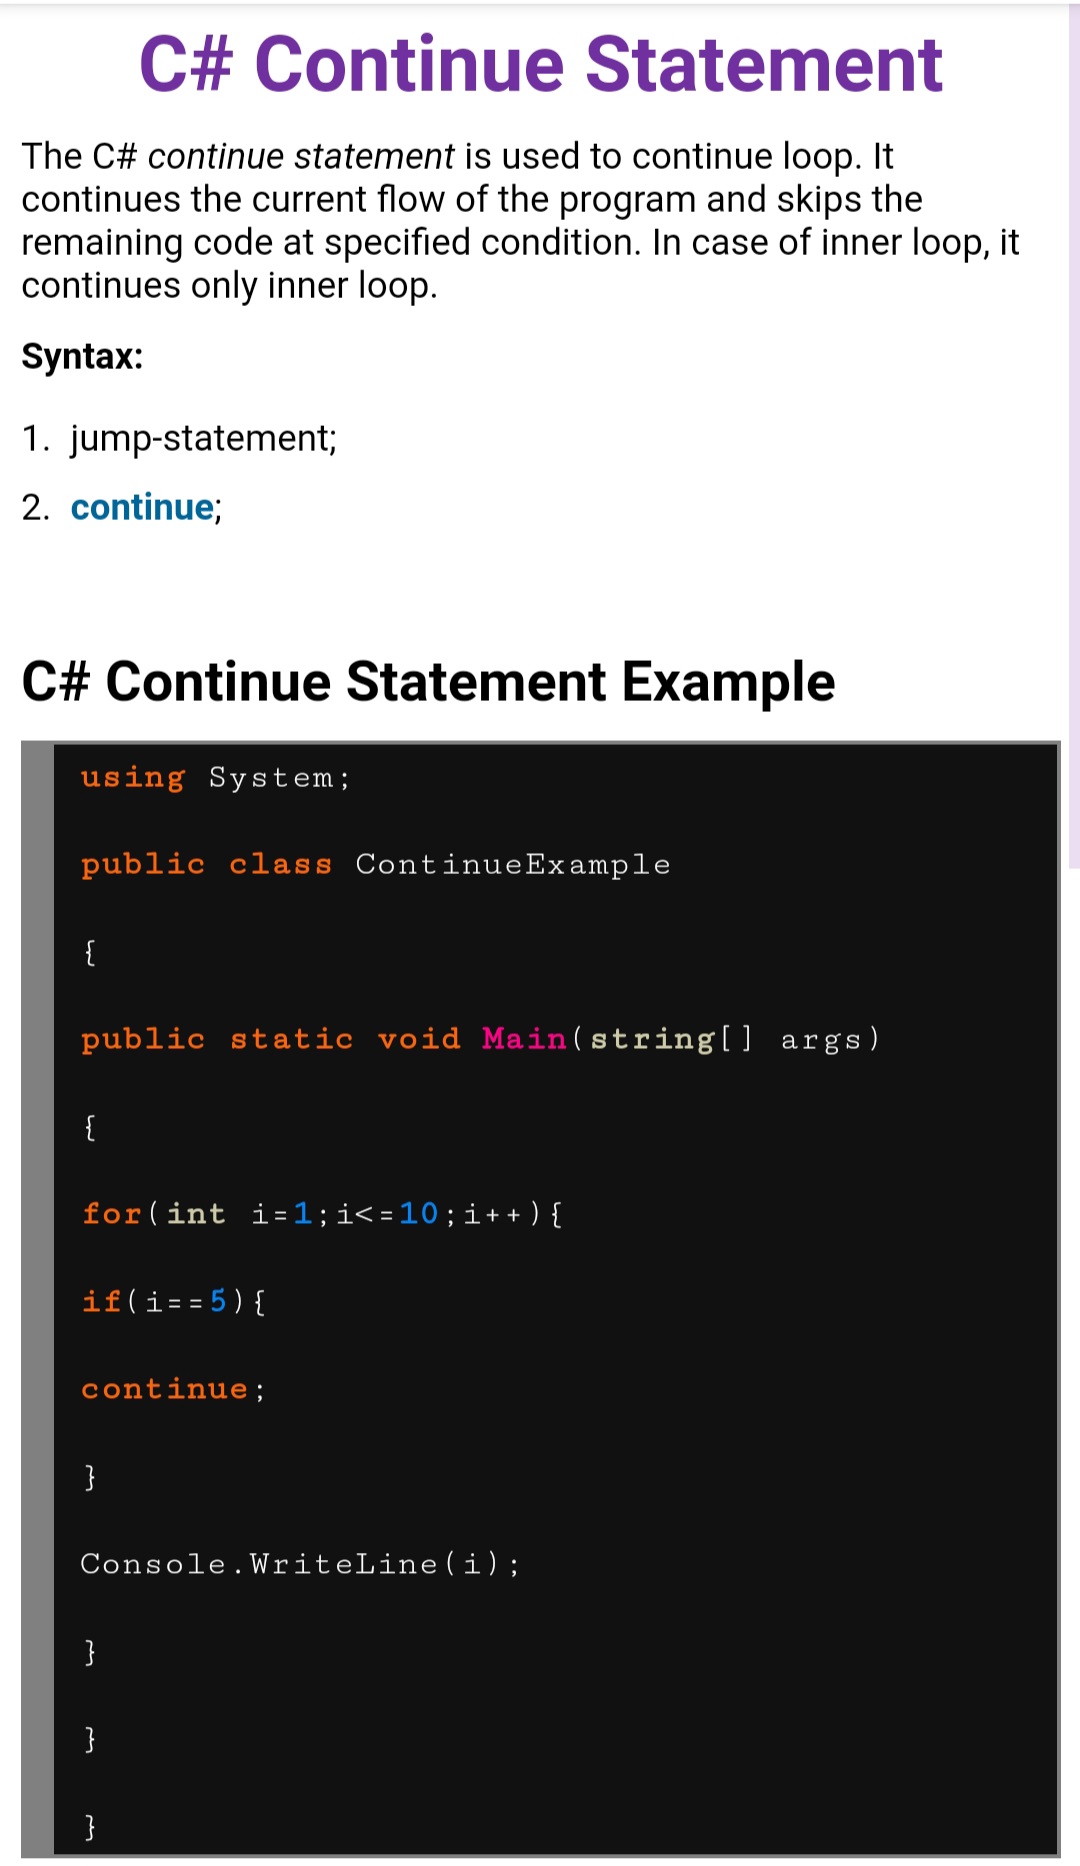 C# Continue Statement
The C# continue statement is used to continue loop. It
continues the current flow of the program and skips the
remaining code at specified condition. In case of inner loop, it
continues only inner loop.
Syntax:
1. jump-statement;
2. continue;
C# Continue Statement Example
using System;
public class ContinueExample
{
public static void Main(string[] args)
{
for(int i=1;i<=10;i++){
if(i==5){
continue;
}
Console.WriteLine(i);
}
}
}